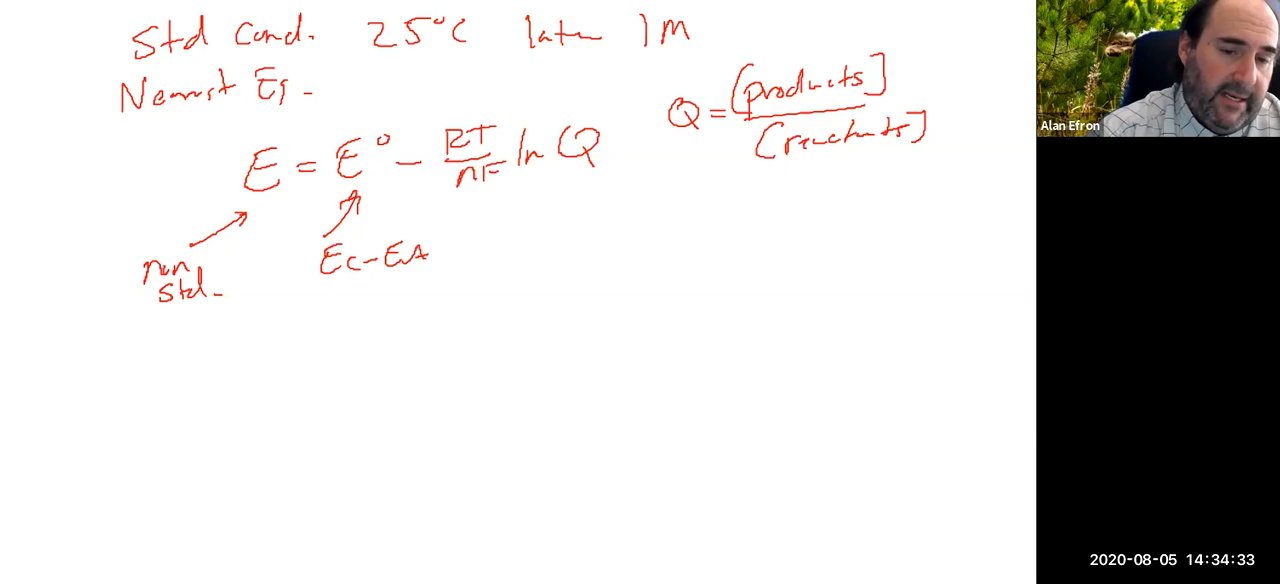 Std Cond. 25°C 1atm 1M
Nernst Eq.
Q = [products] / [reactants]
E = E° - RT/nF ln Q
non std.
Ec - EA
Alan Efron
2020-08-05 14:34:33